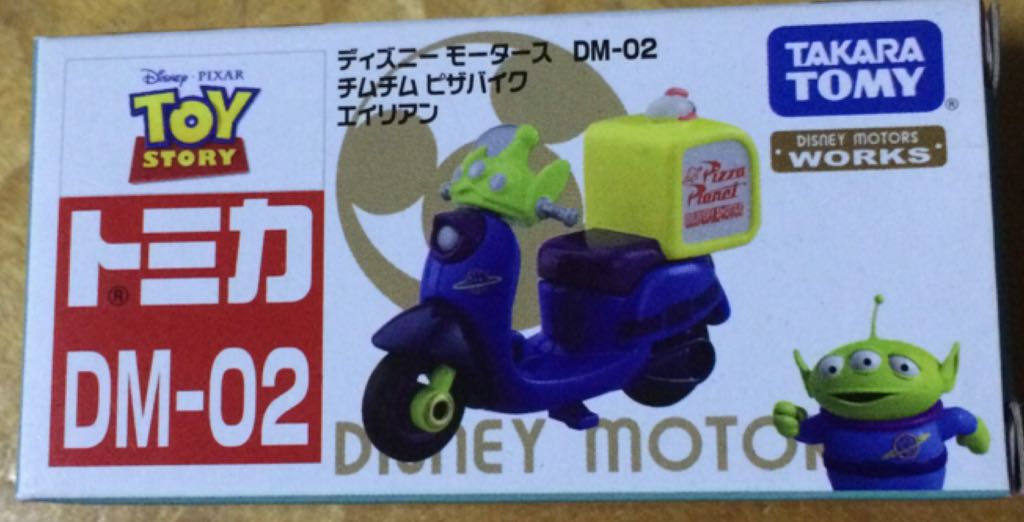 Disney · PIXAR
TOY
STORY
トミカ
®
DM-02
ディズニー モータース DM-02
チムチム ピザバイク
エイリアン
TAKARA
TOMY
®
DISNEY MOTORS
WORKS
Pizza
Planet
DISNEY MOTOR